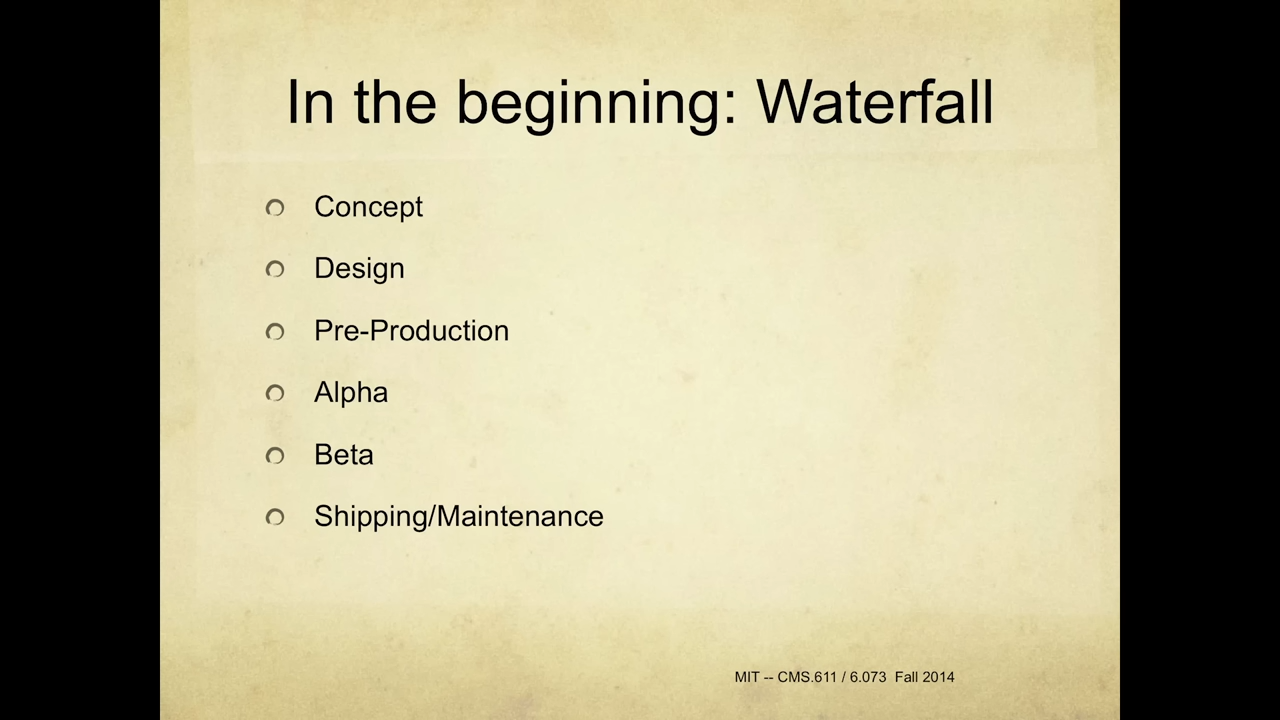 In the beginning: Waterfall
Concept
Design
Pre-Production
Alpha
Beta
Shipping/Maintenance
MIT -- CMS.611 / 6.073 Fall 2014